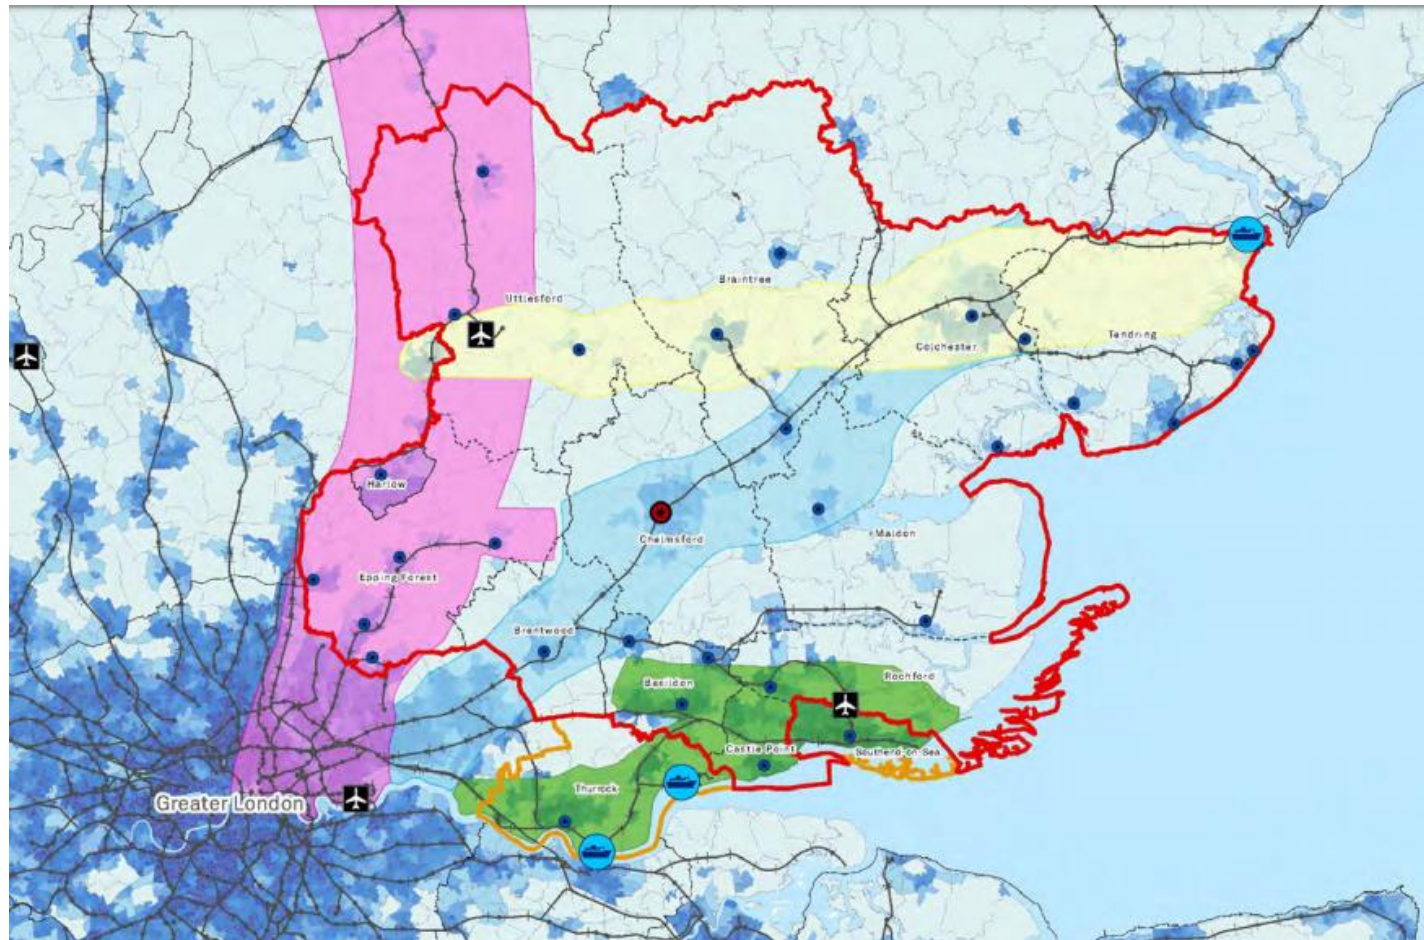 Uttlesford
Braintree
Colchester
Tendring
Harlow
Chelmsford
Maldon
Epping Forest
Brentwood
Basildon
Rochford
Castle Point
Southend-on-Sea
Thurrock
Greater London